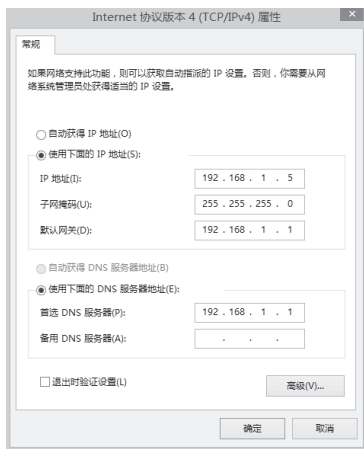 Internet 协议版本 4 (TCP/IPv4) 属性
常规
如果网络支持此功能，则可以获取自动指派的 IP 设置。否则，你需要从网
络系统管理员处获得适当的 IP 设置。
自动获得 IP 地址(O)
使用下面的 IP 地址(S):
IP 地址(I): 192 . 168 . 1 . 5
子网掩码(U): 255 . 255 . 255 . 0
默认网关(D): 192 . 168 . 1 . 1
自动获得 DNS 服务器地址(B)
使用下面的 DNS 服务器地址(E):
首选 DNS 服务器(P): 192 . 168 . 1 . 1
备用 DNS 服务器(A): . . .
退出时验证设置(L)
高级(V)...
确定 取消